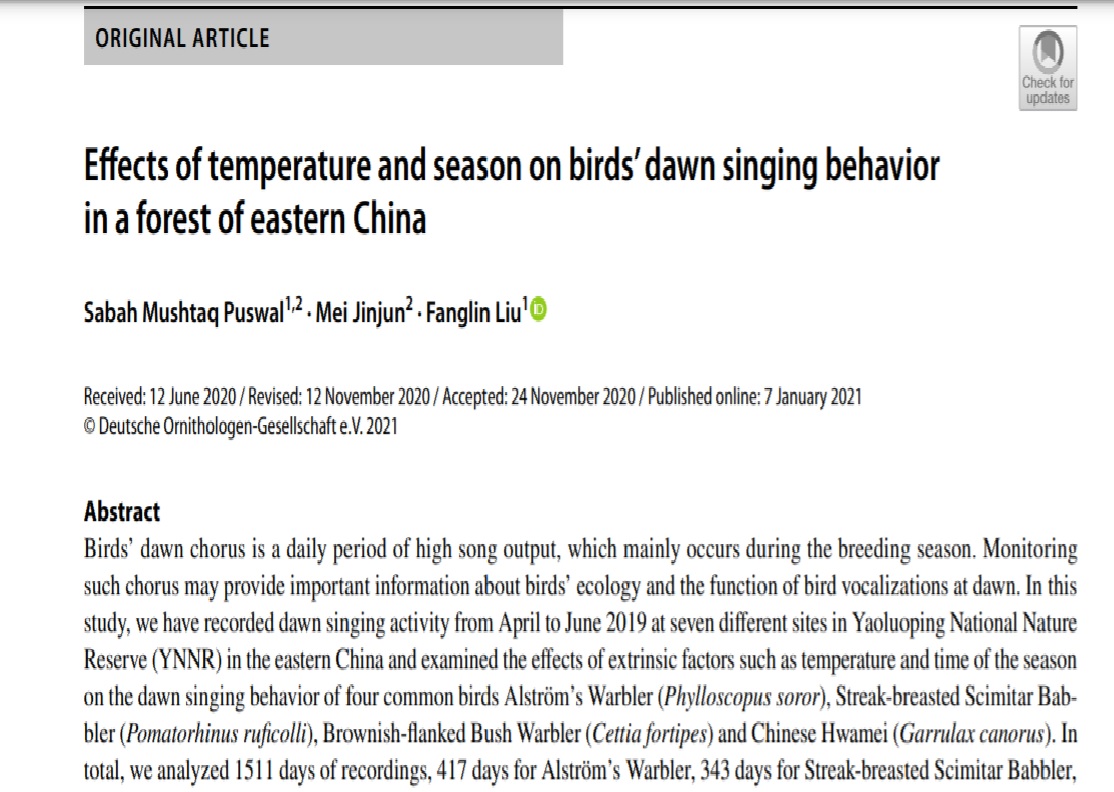 ORIGINAL ARTICLE
Check for
updates
Effects of temperature and season on birds’ dawn singing behavior
in a forest of eastern China
Sabah Mushtaq Puswal1,2 · Mei Jinjun2 · Fanglin Liu1 iD
Received: 12 June 2020 / Revised: 12 November 2020 / Accepted: 24 November 2020 / Published online: 7 January 2021
© Deutsche Ornithologen-Gesellschaft e.V. 2021
Abstract
Birds’ dawn chorus is a daily period of high song output, which mainly occurs during the breeding season. Monitoring
such chorus may provide important information about birds’ ecology and the function of bird vocalizations at dawn. In this
study, we have recorded dawn singing activity from April to June 2019 at seven different sites in Yaoluoping National Nature
Reserve (YNNR) in the eastern China and examined the effects of extrinsic factors such as temperature and time of the season
on the dawn singing behavior of four common birds Alström’s Warbler (Phylloscopus soror), Streak-breasted Scimitar Bab-
bler (Pomatorhinus ruficolli), Brownish-flanked Bush Warbler (Cettia fortipes) and Chinese Hwamei (Garrulax canorus). In
total, we analyzed 1511 days of recordings, 417 days for Alström’s Warbler, 343 days for Streak-breasted Scimitar Babbler,